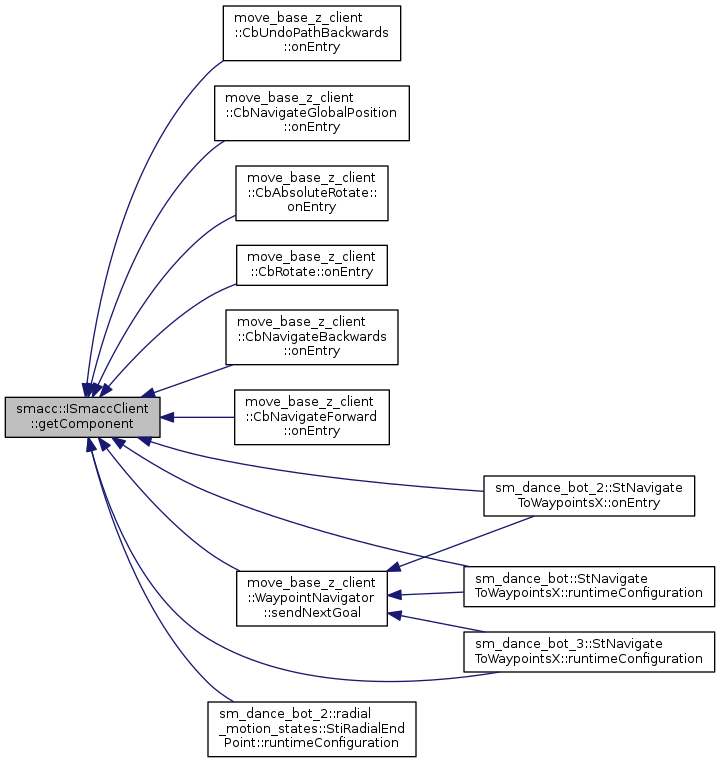 move_base_z_client
::CbUndoPathBackwards
::onEntry
move_base_z_client
::CbNavigateGlobalPosition
::onEntry
move_base_z_client
::CbAbsoluteRotate::
onEntry
move_base_z_client
::CbRotate::onEntry
move_base_z_client
::CbNavigateBackwards
::onEntry
smacc::ISmaccClient
::getComponent
move_base_z_client
::CbNavigateForward
::onEntry
sm_dance_bot_2::StNavigate
ToWaypointsX::onEntry
move_base_z_client
::WaypointNavigator
::sendNextGoal
sm_dance_bot::StNavigate
ToWaypointsX::runtimeConfiguration
sm_dance_bot_3::StNavigate
ToWaypointsX::runtimeConfiguration
sm_dance_bot_2::radial
_motion_states::StiRadialEnd
Point::runtimeConfiguration